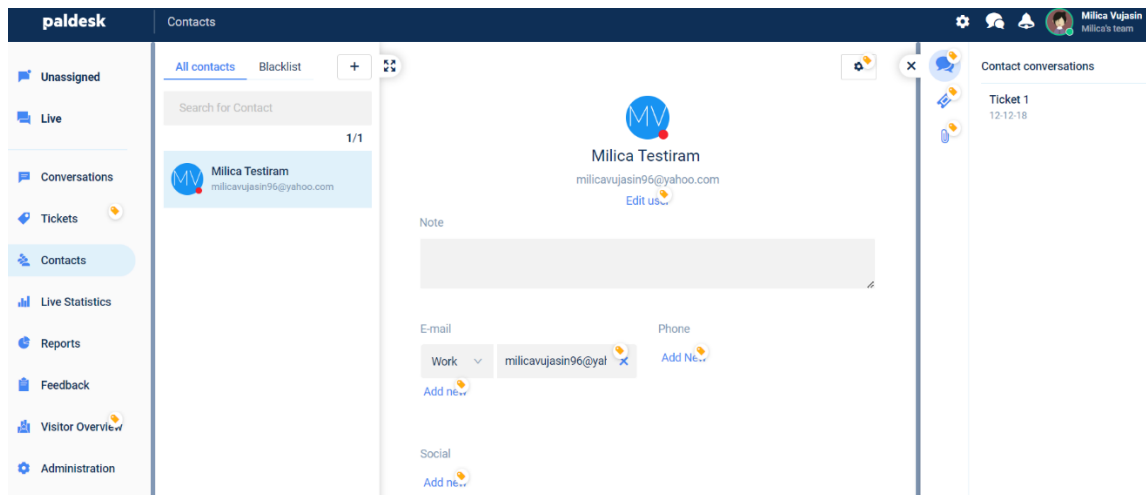 paldesk
Contacts
Milica Vujasin
Milica's team
Unassigned
Live
Conversations
Tickets
Contacts
Live Statistics
Reports
Feedback
Visitor Overview
Administration
All contacts
Blacklist
+
Search for Contact
1/1
MV
Milica Testiram
milicavujasin96@yahoo.com
MV
Milica Testiram
milicavujasin96@yahoo.com
Edit user
Note
E-mail
Work
milicavujasin96@yah
Add new
Phone
Add New
Social
Add new
Contact conversations
Ticket 1
12-12-18